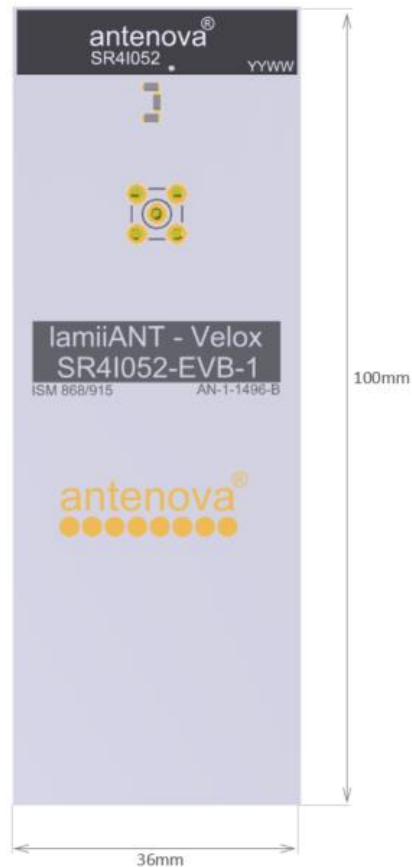 antenova®
SR4I052
YYWW
lamiiANT - Velox
SR4I052-EVB-1
ISM 868/915 AN-1-1496-B
antenova®
100mm
36mm